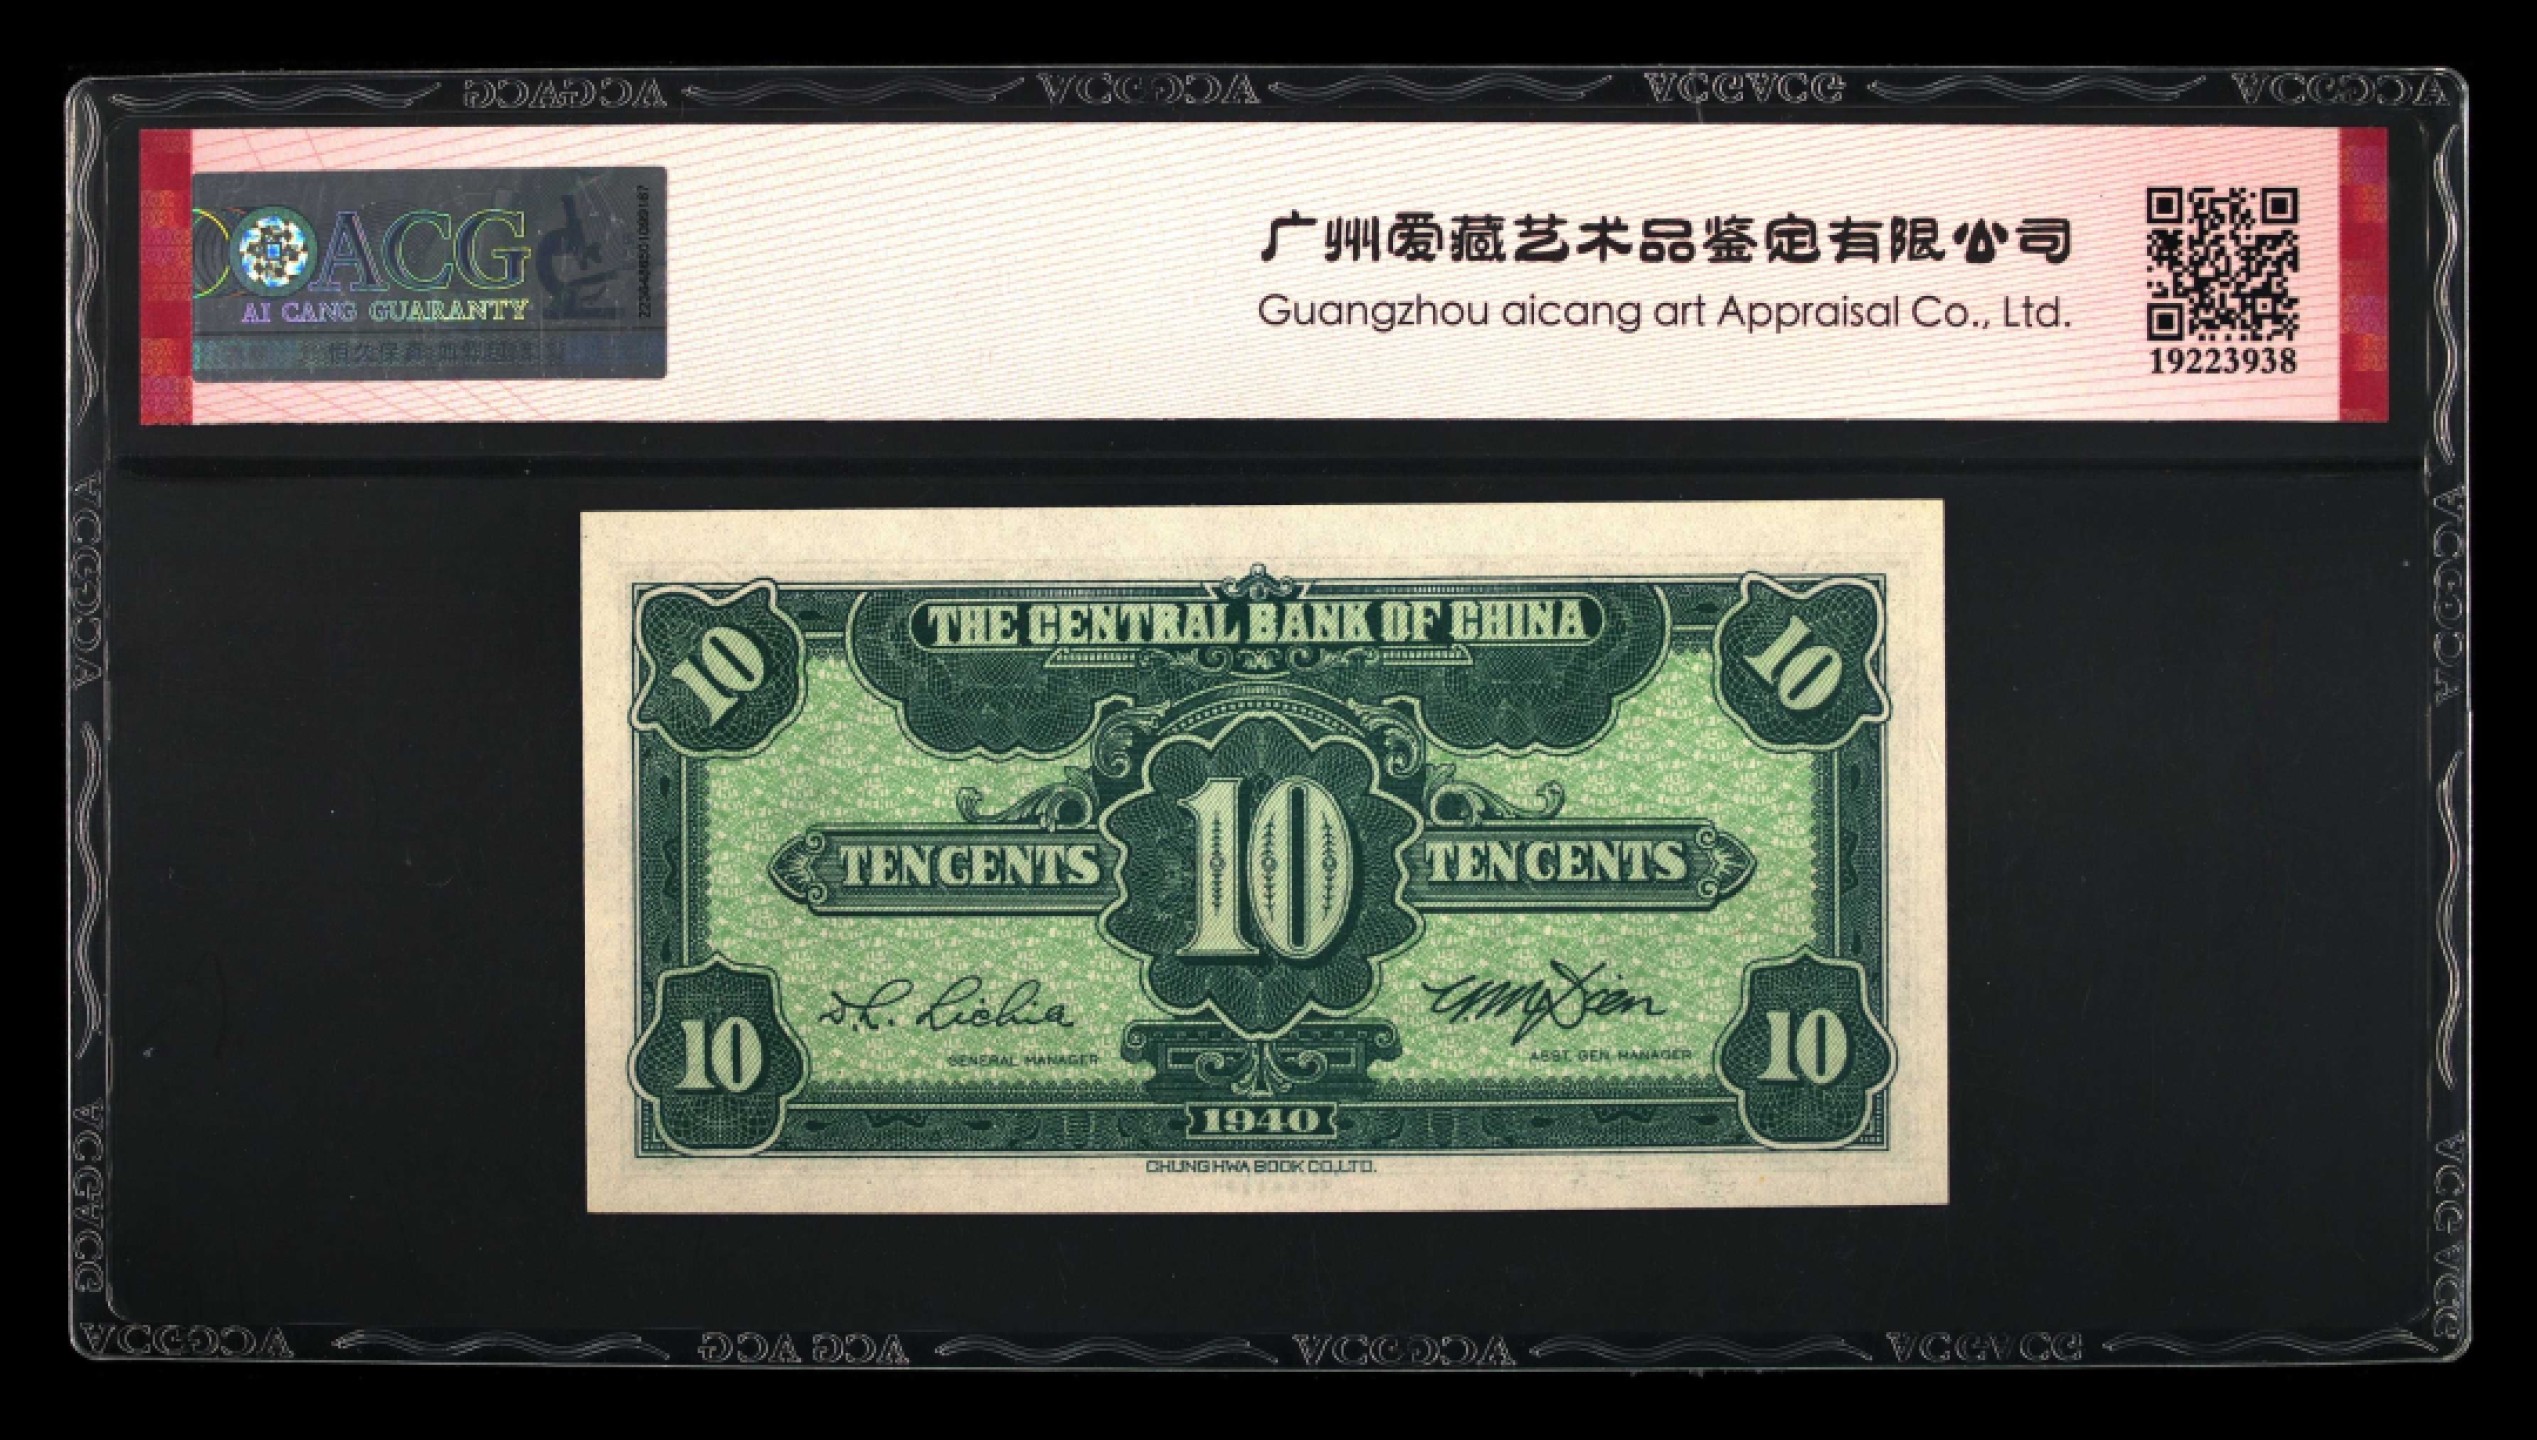 ACG
AI CANG GUARANTY
广州爱藏艺术品鉴定有限公司
Guangzhou aicang art Appraisal Co., Ltd.
19223938
THE CENTRAL BANK OF CHINA
10
10
10
TEN CENTS
TEN CENTS
GENERAL MANAGER
ASST. GEN. MANAGER
10
10
1940
CHUNG HWA BOOK CO.,LTD.